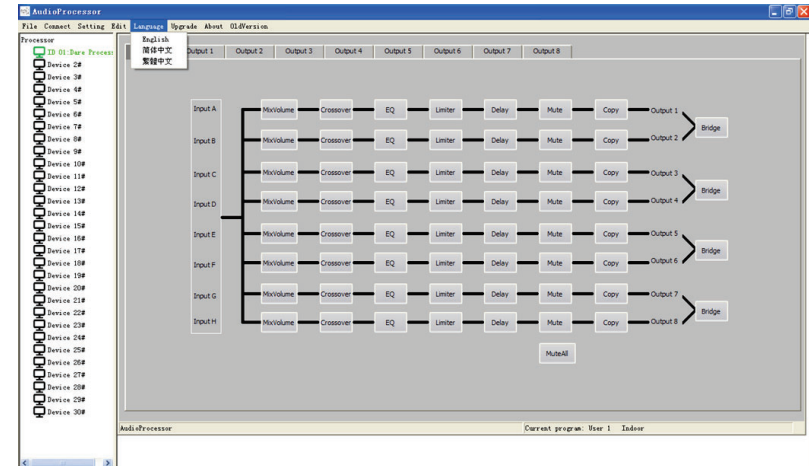 AudioProcessor
File Connect Setting Edit Language Upgrade About OldVersion
English
简体中文
繁體中文
Processor
ID 01:Dara Process
Device 2#
Device 3#
Device 4#
Device 5#
Device 6#
Device 7#
Device 8#
Device 9#
Device 10#
Device 11#
Device 12#
Device 13#
Device 14#
Device 15#
Device 16#
Device 17#
Device 18#
Device 19#
Device 20#
Device 21#
Device 22#
Device 23#
Device 24#
Device 25#
Device 26#
Device 27#
Device 28#
Device 29#
Device 30#
Output 1 Output 2 Output 3 Output 4 Output 5 Output 6 Output 7 Output 8
Input A MixVolume Crossover EQ Limiter Delay Mute Copy Output 1
Bridge
Input B MixVolume Crossover EQ Limiter Delay Mute Copy Output 2
Input C MixVolume Crossover EQ Limiter Delay Mute Copy Output 3
Bridge
Input D MixVolume Crossover EQ Limiter Delay Mute Copy Output 4
Input E MixVolume Crossover EQ Limiter Delay Mute Copy Output 5
Bridge
Input F MixVolume Crossover EQ Limiter Delay Mute Copy Output 6
Input G MixVolume Crossover EQ Limiter Delay Mute Copy Output 7
Bridge
Input H MixVolume Crossover EQ Limiter Delay Mute Copy Output 8
MuteAll
AudioProcessor Current program: User 1 Indoor